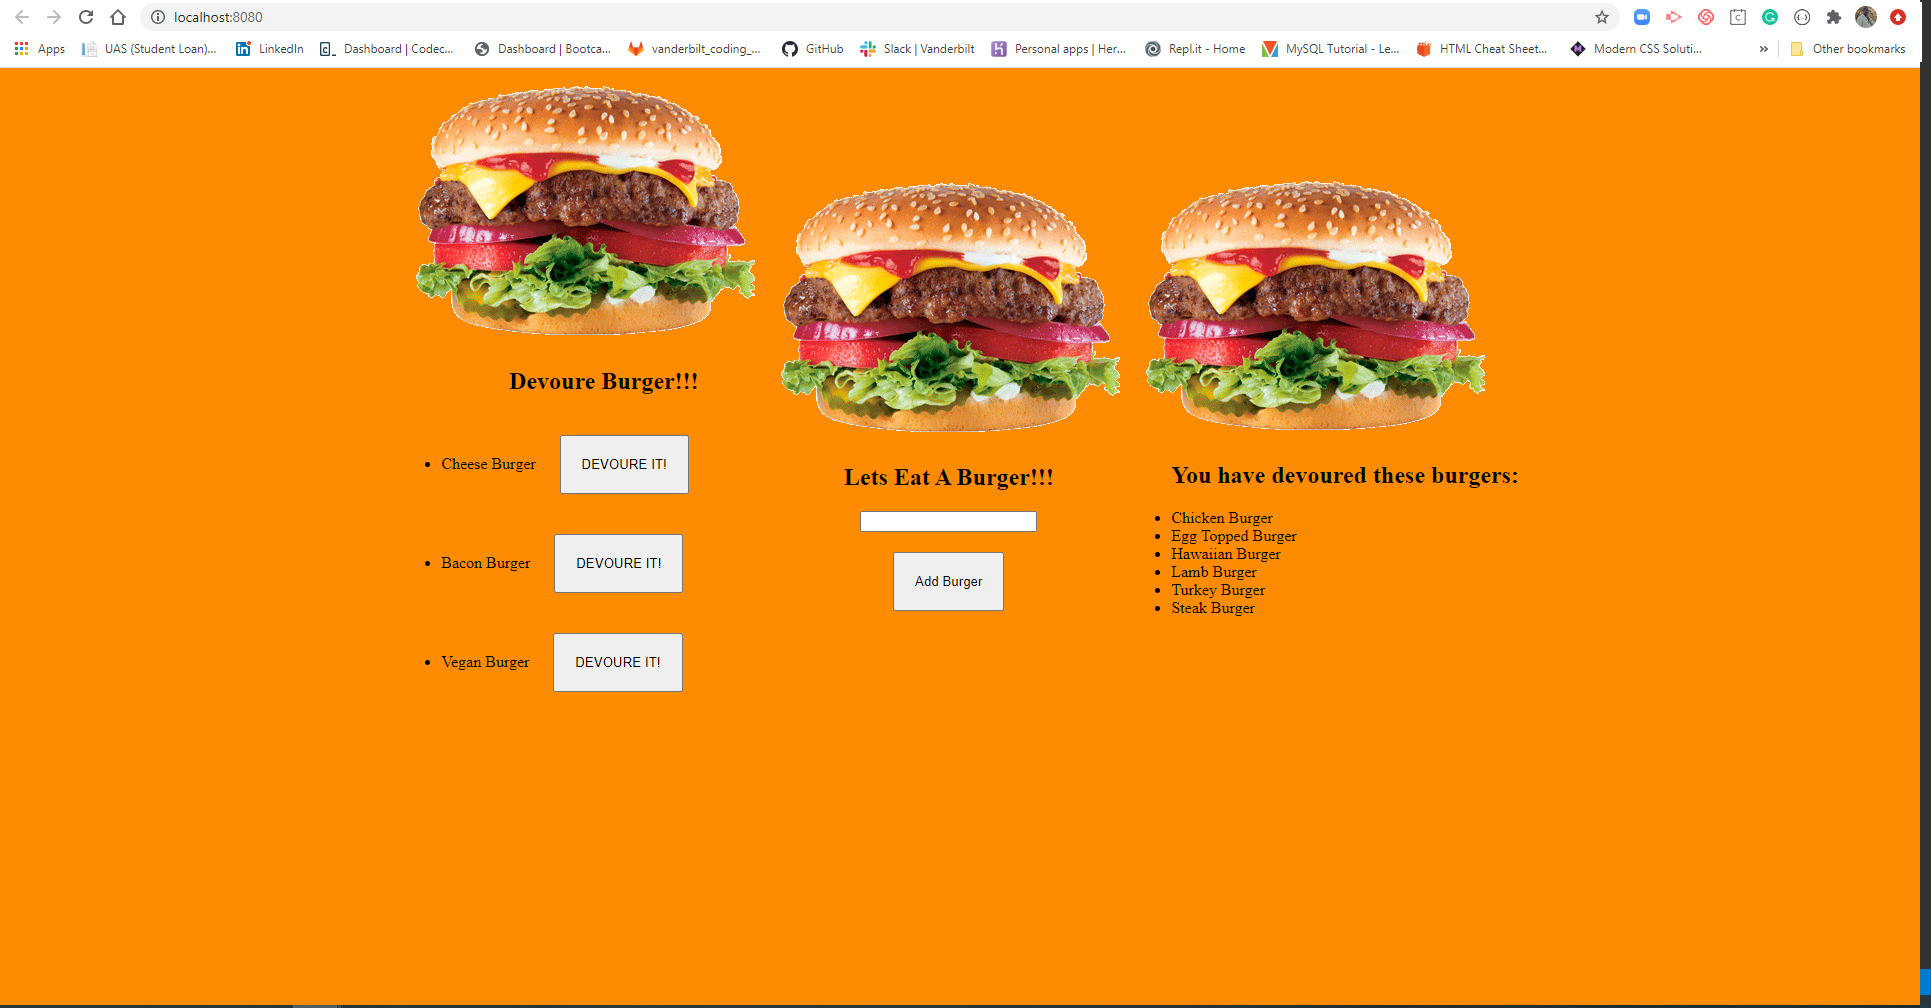 localhost:8080
Apps UAS (Student Loan)... LinkedIn Dashboard | Codec... Dashboard | Bootca... vanderbilt_coding_... GitHub Slack | Vanderbilt Personal apps | Her... Repl.it - Home MySQL Tutorial - Le... HTML Cheat Sheet... Modern CSS Soluti... » Other bookmarks
Devoure Burger!!!
Cheese Burger DEVOURE IT!
Bacon Burger DEVOURE IT!
Vegan Burger DEVOURE IT!
Lets Eat A Burger!!!
Add Burger
You have devoured these burgers:
Chicken Burger
Egg Topped Burger
Hawaiian Burger
Lamb Burger
Turkey Burger
Steak Burger